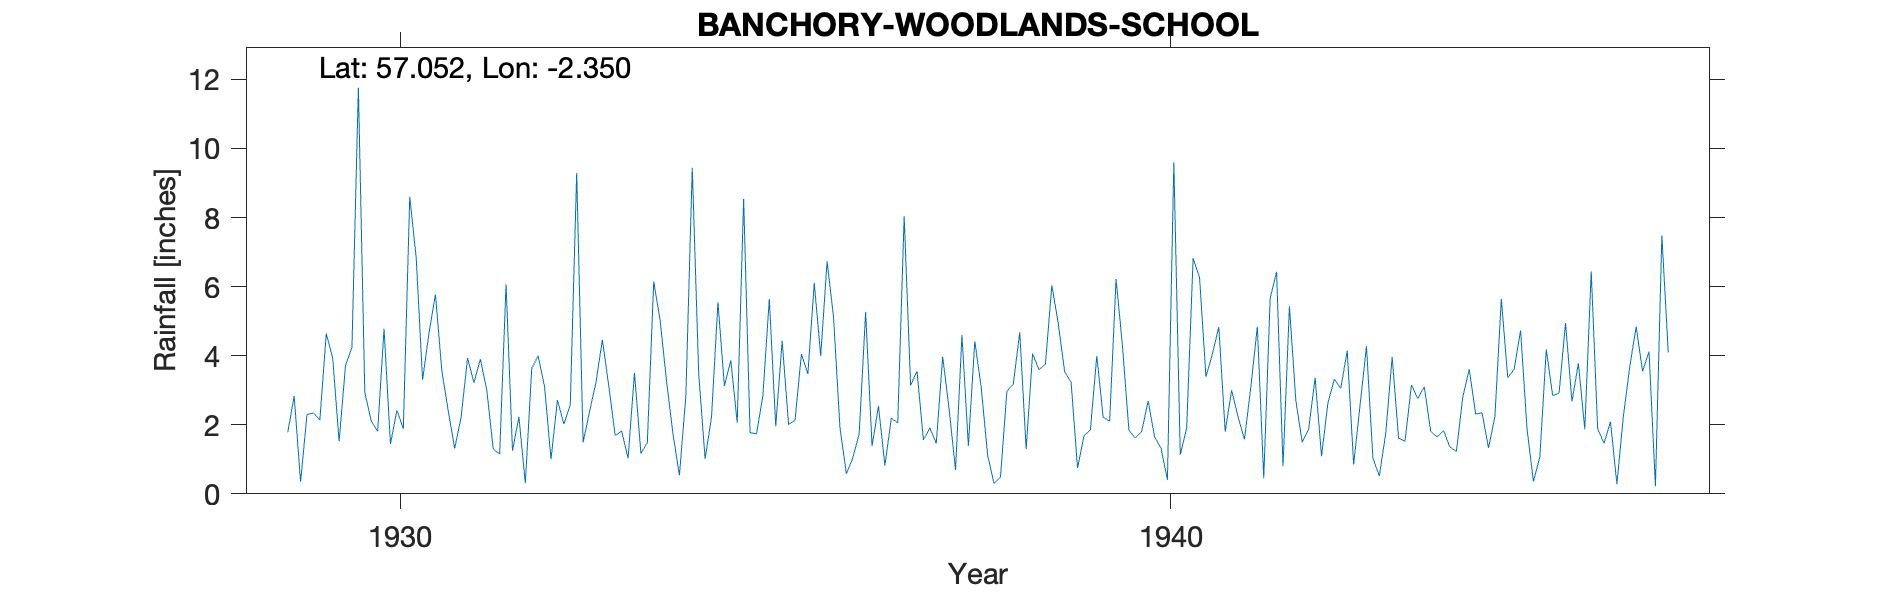 BANCHORY-WOODLANDS-SCHOOL
Lat: 57.052, Lon: -2.350
12
10
8
6
4
2
0
Rainfall [inches]
1930
1940
Year